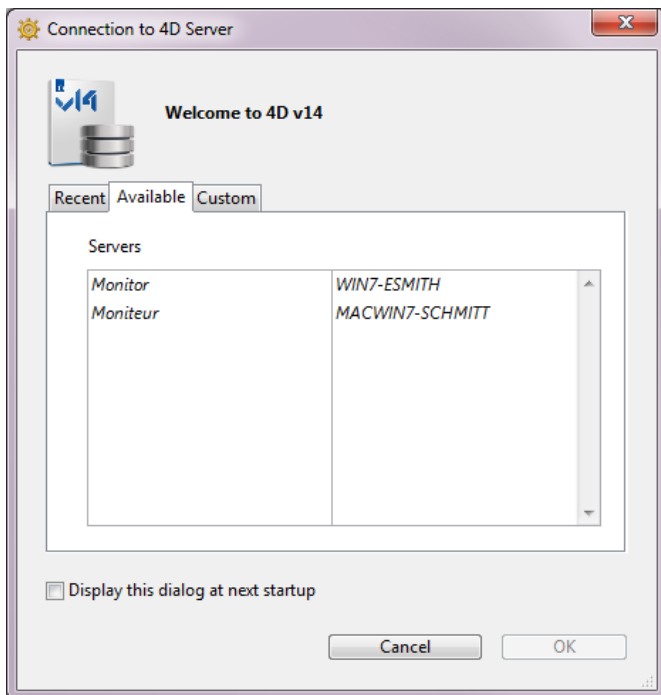 Connection to 4D Server
v14
Welcome to 4D v14
Recent Available Custom
Servers
Monitor WIN7-ESMITH
Moniteur MACWIN7-SCHMITT
Display this dialog at next startup
Cancel OK